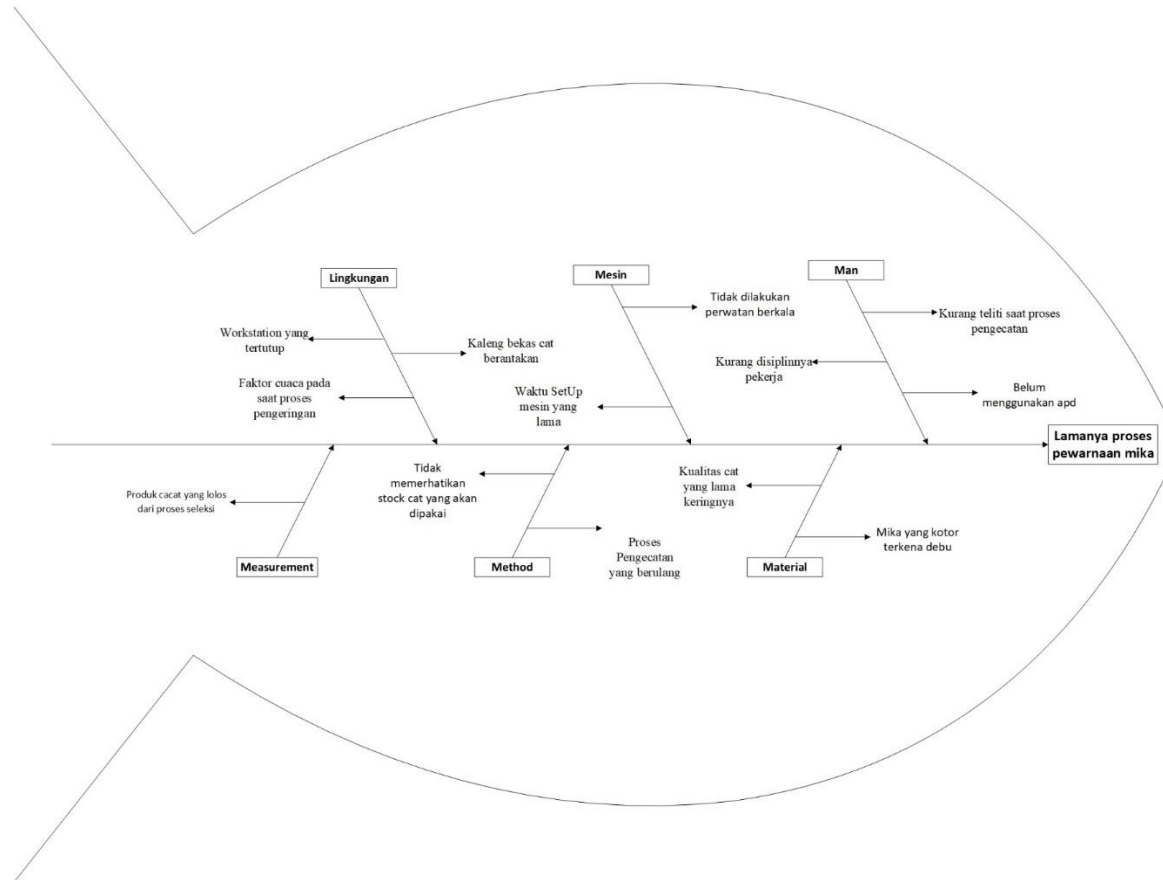 Lingkungan
Mesin
Man
Workstation yang
tertutup
Kaleng bekas cat
berantakan
Faktor cuaca pada
saat proses
pengeringan
Tidak dilakukan
perwatan berkala
Waktu SetUp
mesin yang
lama
Kurang teliti saat proses
pengecatan
Kurang disiplinnya
pekerja
Belum
menggunakan apd
Lamanya proses
pewarnaan mika
Produk cacat yang lolos
dari proses seleksi
Tidak
memerhatikan
stock cat yang akan
dipakai
Proses
Pengecatan
yang berulang
Kualitas cat
yang lama
keringnya
Mika yang kotor
terkena debu
Measurement
Method
Material